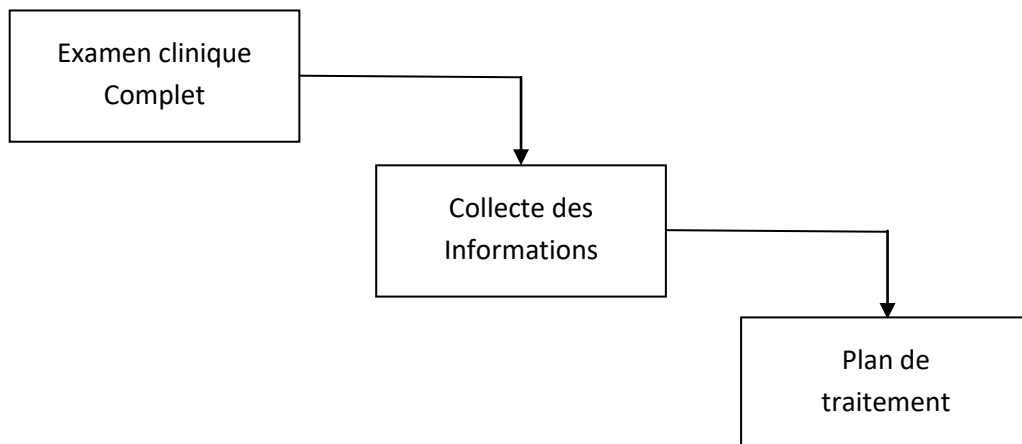 Examen clinique
Complet
Collecte des
Informations
Plan de
traitement